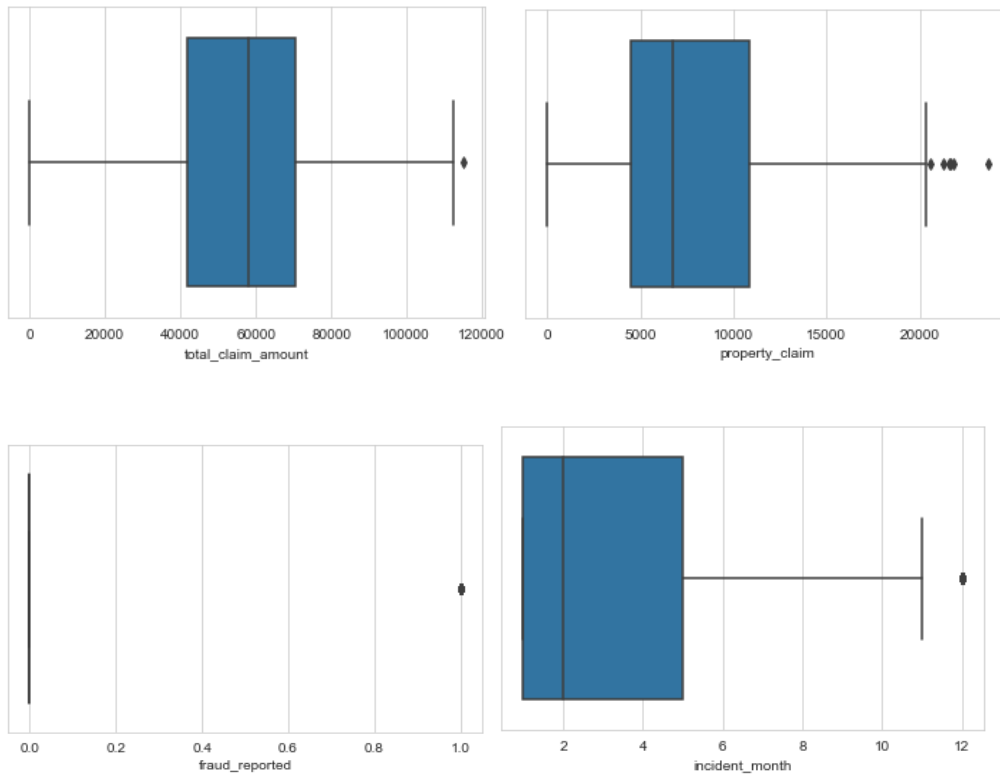 0 20000 40000 60000 80000 100000 120000
total_claim_amount
0 5000 10000 15000 20000
property_claim
0.0 0.2 0.4 0.6 0.8 1.0
fraud_reported
2 4 6 8 10 12
incident_month